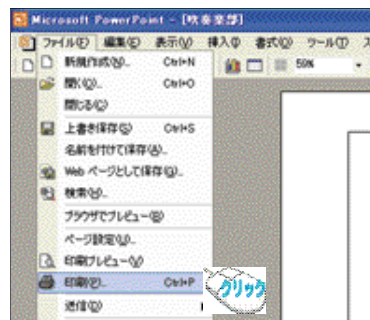 Microsoft PowerPoint - [吹奏楽部]
ファイル(F) 編集(E) 表示(V) 挿入(I) 書式(O) ツール(T) ス
59%
新規作成(N)... Ctrl+N
開く(O)... Ctrl+O
閉じる(C)
上書き保存(S) Ctrl+S
名前を付けて保存(A)...
Web ページとして保存(G)...
検索(H)...
ブラウザでプレビュー(B)
ページ設定(U)...
印刷プレビュー(V)
印刷(P)... Ctrl+P
クリック
送信(D)